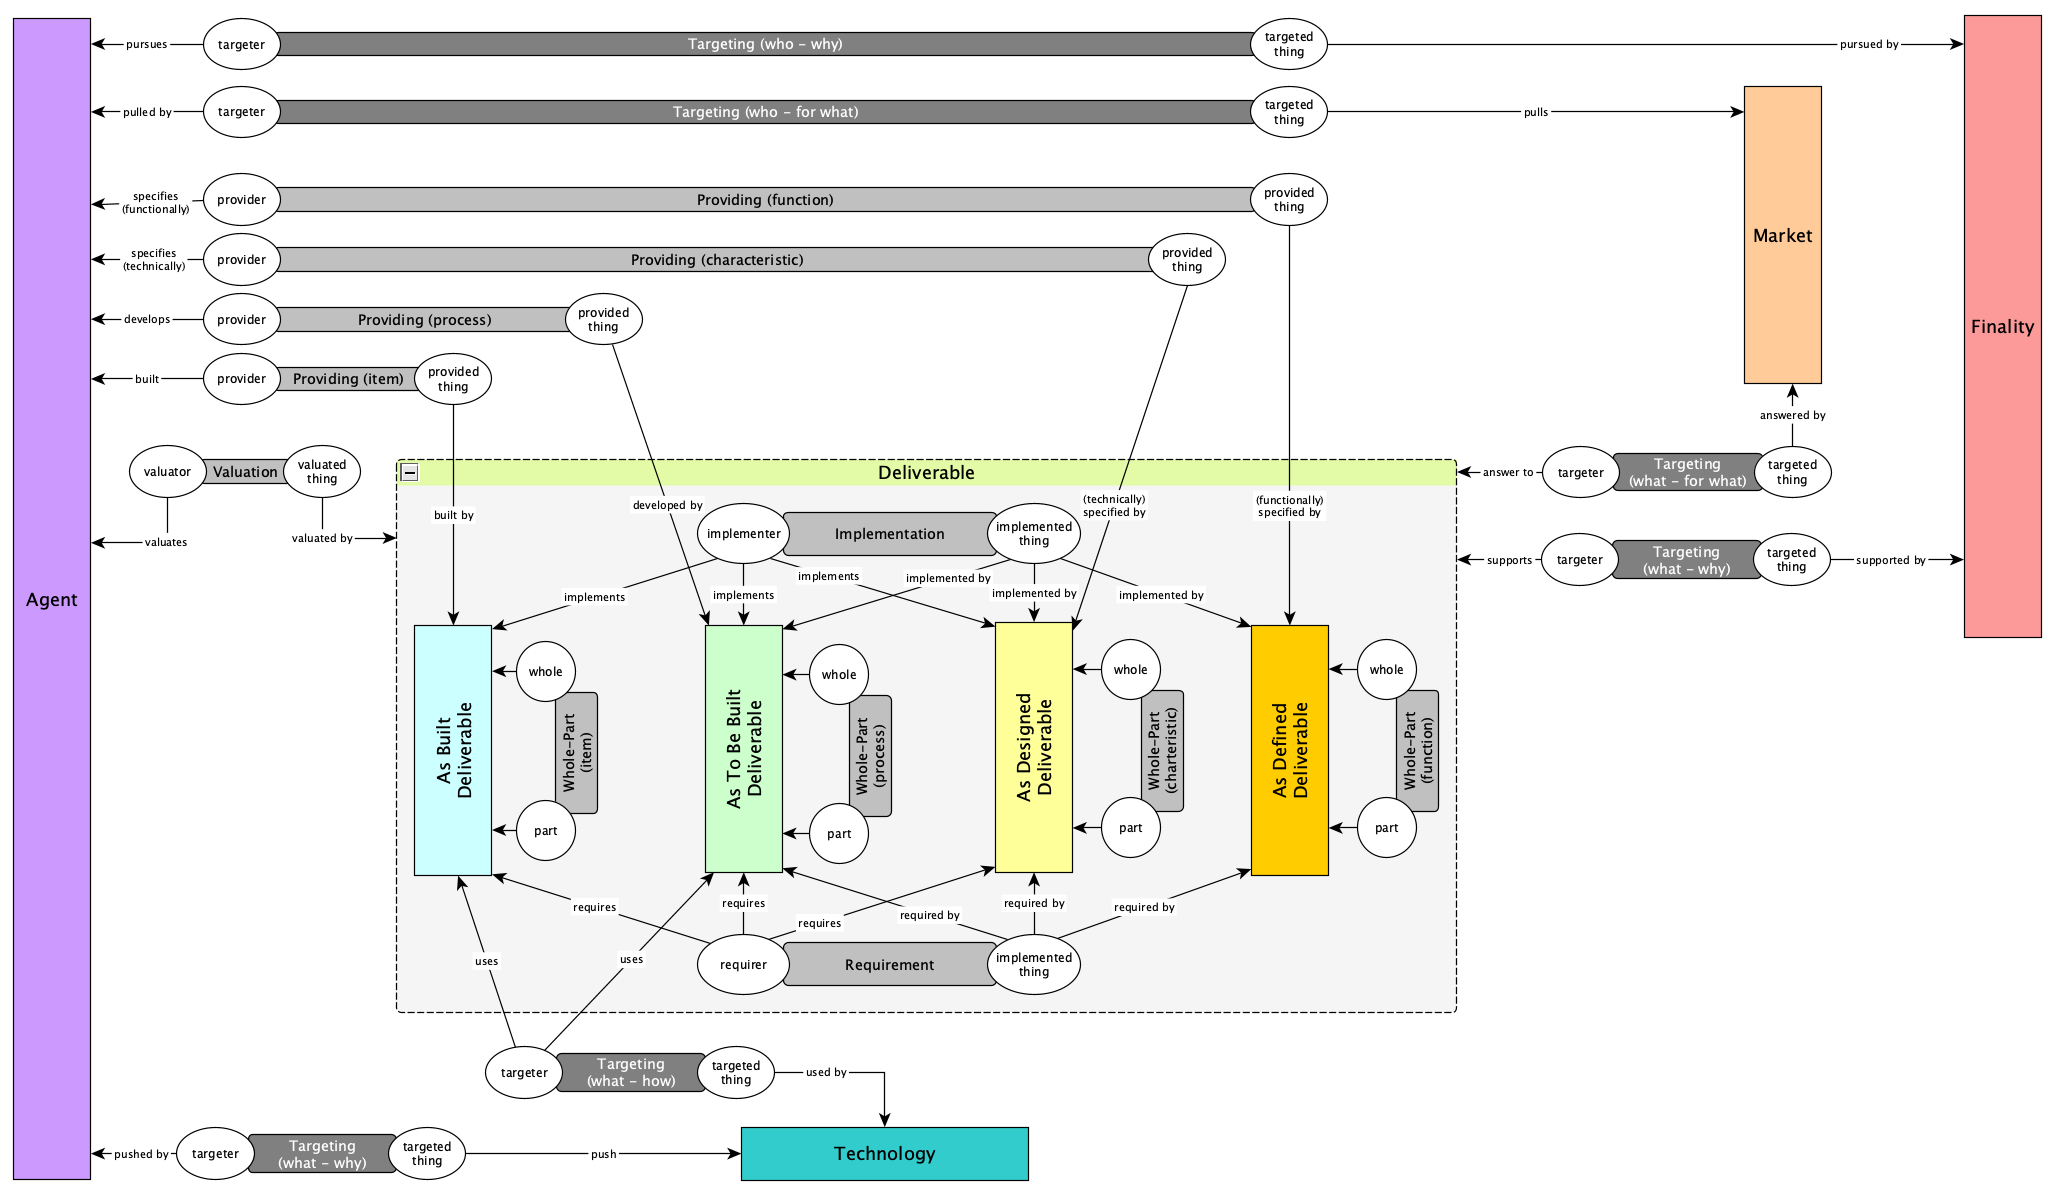 pursues
targeter
Targeting (who – why)
targeted
thing
pursued by
pulled by
targeter
Targeting (who – for what)
targeted
thing
pulls
specifies
(functionally)
provider
Providing (function)
provided
thing
specifies
(technically)
provider
Providing (characteristic)
provided
thing
develops
provider
Providing (process)
provided
thing
built
provider
Providing (item)
provided
thing
Market
Finality
Agent
answered by
valuator
Valuation
valuated
thing
valuates
valuated by
Deliverable
answer to
targeter
Targeting
(what – for what)
targeted
thing
supports
targeter
Targeting
(what – why)
targeted
thing
supported by
built by
developed by
(technically)
specified by
(functionally)
specified by
implementer
Implementation
implemented
thing
implements
implements
implements
implemented by
implemented by
implemented by
As Built
Deliverable
whole
Whole–Part
(item)
part
As To Be Built
Deliverable
whole
Whole–Part
(process)
part
As Designed
Deliverable
whole
Whole–Part
(charteristic)
part
As Defined
Deliverable
whole
Whole–Part
(function)
part
requires
requires
requires
required by
required by
required by
requirer
Requirement
implemented
thing
uses
uses
targeter
Targeting
(what – how)
targeted
thing
used by
pushed by
targeter
Targeting
(what – why)
targeted
thing
push
Technology